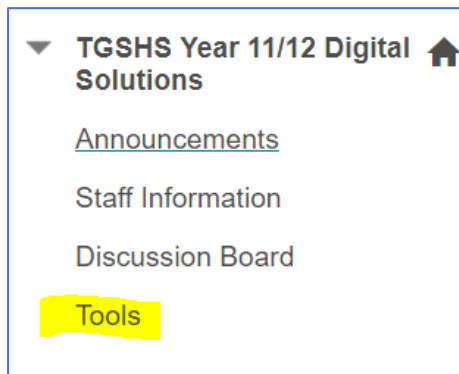 TGSHS Year 11/12 Digital
Solutions
Announcements
Staff Information
Discussion Board
Tools